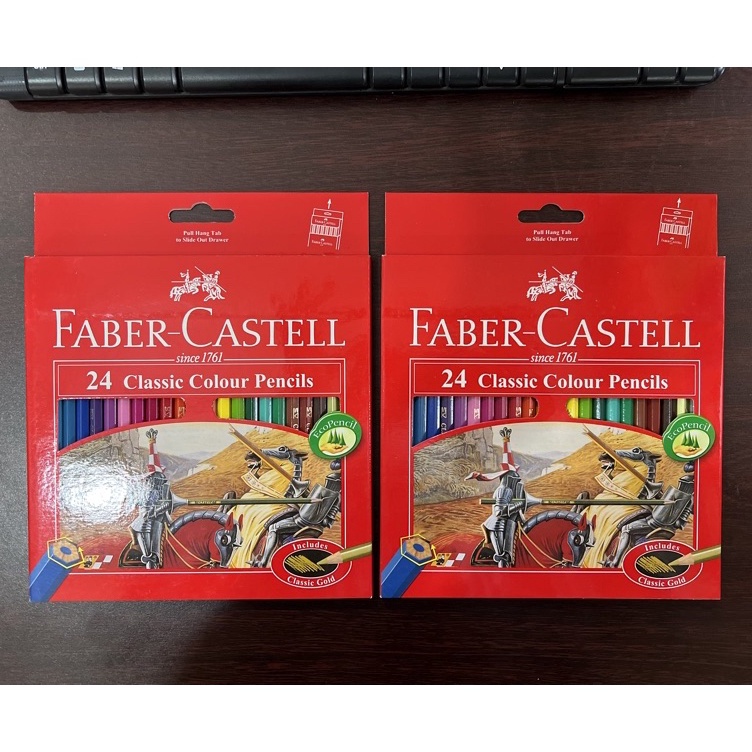 Pull Hang Tab
to Slide Out Drawer
FABER-CASTELL
since 1761
24 Classic Colour Pencils
EcoPencil
CASTELL
Includes
Classic Gold
Pull Hang Tab
to Slide Out Drawer
FABER-CASTELL
since 1761
24 Classic Colour Pencils
EcoPencil
CASTELL
Includes
Classic Gold